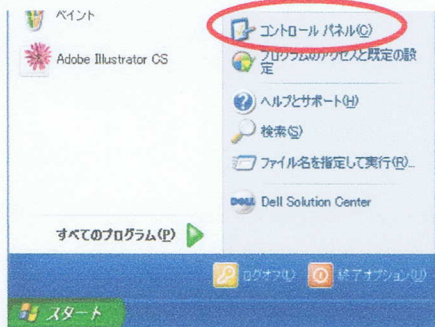 ペイント
Adobe Illustrator CS
すべてのプログラム(P)
コントロール パネル(C)
プログラムのアクセスと既定の設
定
ヘルプとサポート(H)
検索(S)
ファイル名を指定して実行(R)...
DELL Dell Solution Center
ログオフ(L) 終了オプション(U)
スタート